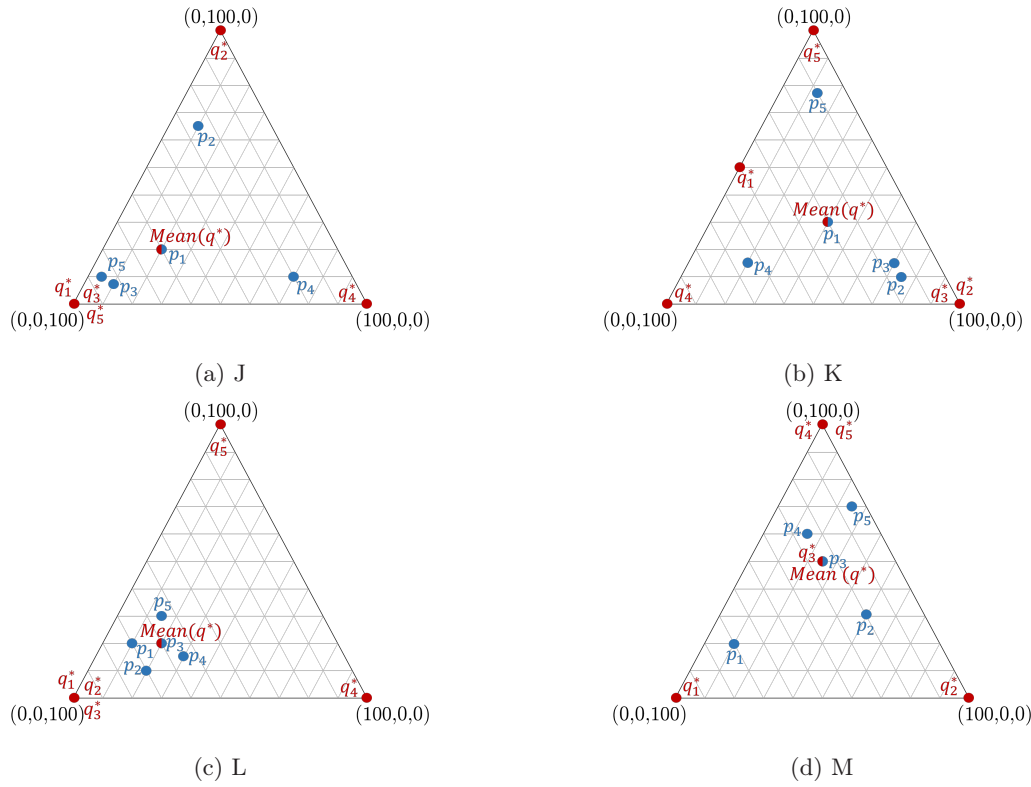 (0,100,0)
q₂*
p₂
Mean(q*)
p₁
p₅
p₃
p₄
q₁*
q₃*
q₅*
q₄*
(0,0,100)
(100,0,0)
(a) J
(0,100,0)
q₅*
p₅
q₁*
Mean(q*)
p₁
p₄
p₃
p₂
q₄*
q₃*
q₂*
(0,0,100)
(100,0,0)
(b) K
(0,100,0)
q₅*
p₅
Mean(q*)
p₁
p₃
p₂
p₄
q₁*
q₂*
q₃*
q₄*
(0,0,100)
(100,0,0)
(c) L
(0,100,0)
q₄*
q₅*
p₅
p₄
q₃*
p₃
Mean (q*)
p₂
p₁
q₁*
q₂*
(0,0,100)
(100,0,0)
(d) M